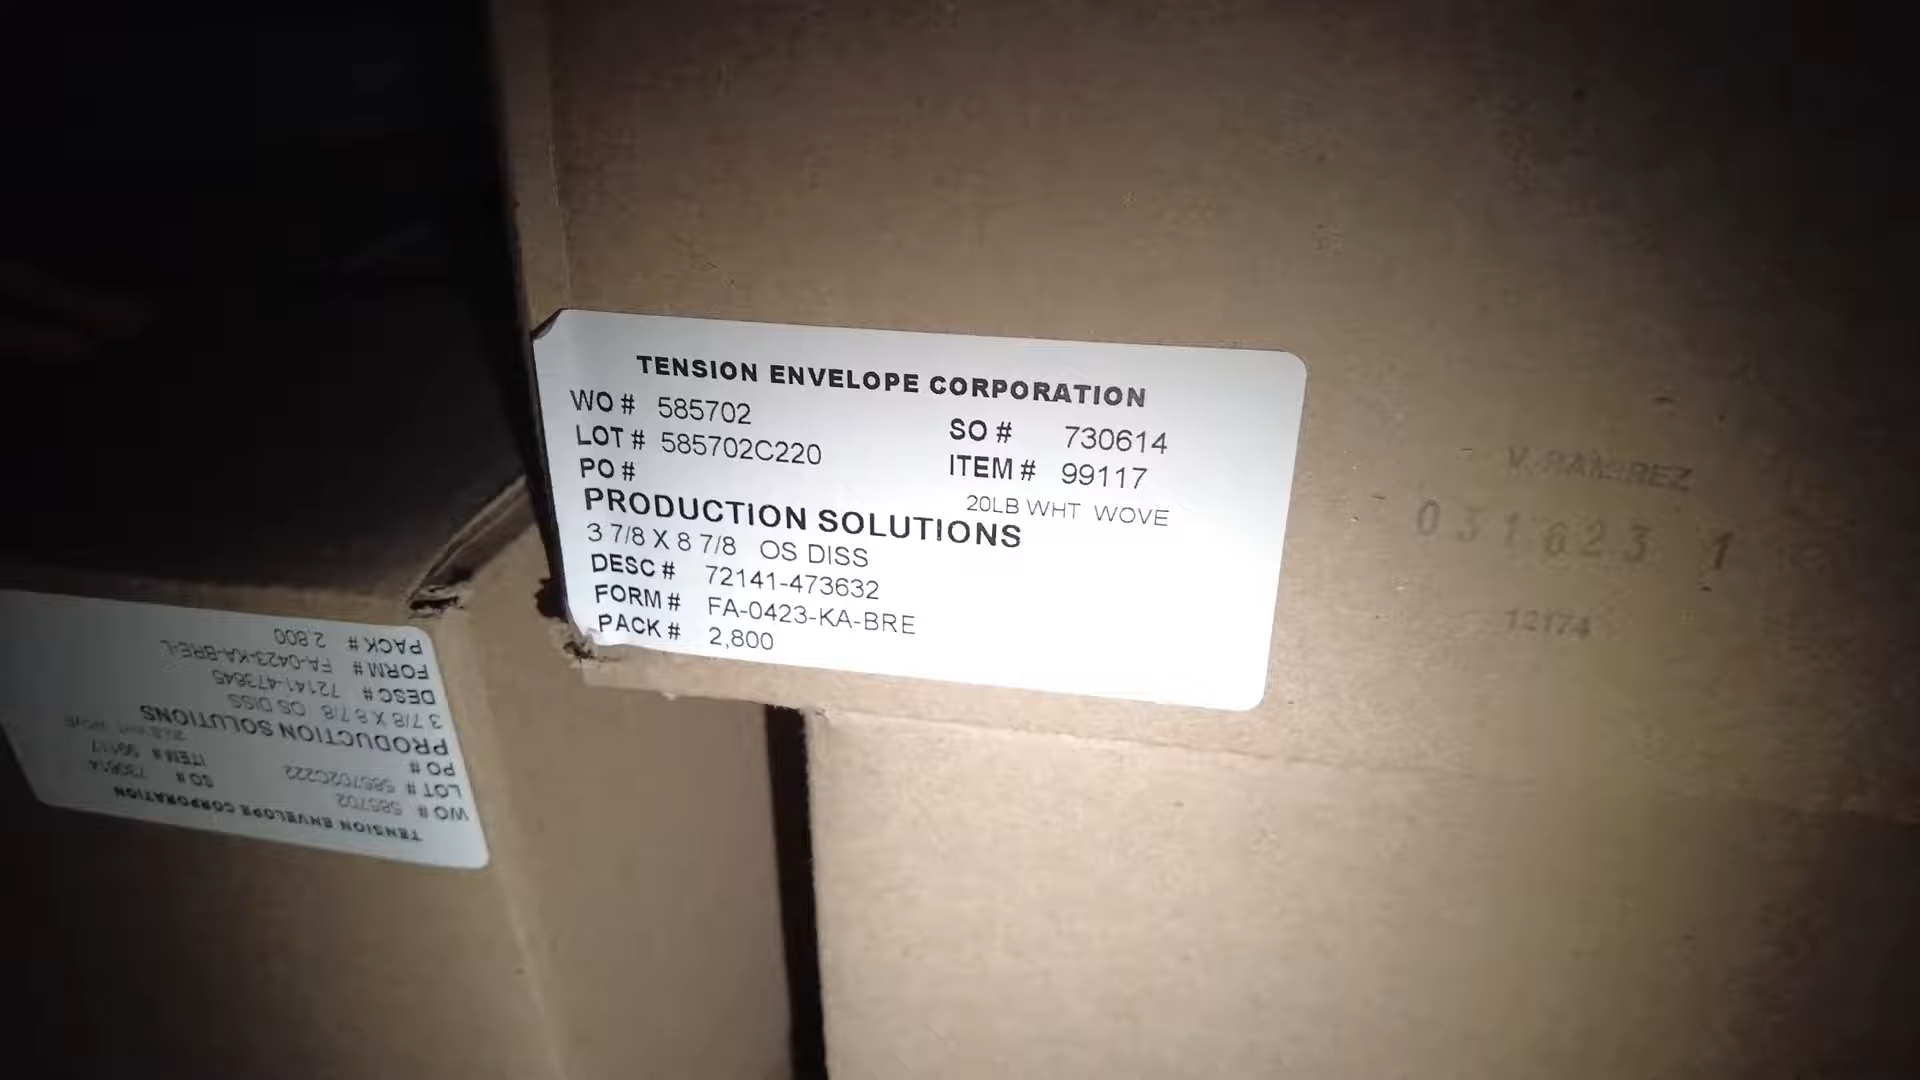 TENSION ENVELOPE CORPORATION
WO # 585702
SO # 730614
LOT # 585702C220
ITEM # 99117
PO #
20LB WHT WOVE
PRODUCTION SOLUTIONS
3 7/8 X 8 7/8 OS DISS
DESC # 72141-473632
FORM # FA-0423-KA-BRE
PACK # 2,800
V. RAMIREZ
031623 1
12174
TENSION ENVELOPE CORPORATION
WO # 585702
SO # 730614
LOT # 585702C222
ITEM # 99117
PO #
WOVE
PRODUCTION SOLUTIONS
3 7/8 X 8 7/8 OS DISS
DESC # 72141-473645
FORM # FA-0423-KA-BRE-L
PACK # 2,800